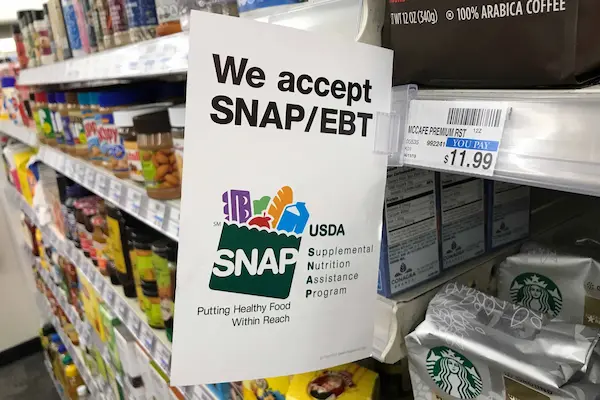 We accept
SNAP/EBT
SM
SNAP
USDA
Supplemental
Nutrition
Assistance
Program
Putting Healthy Food
Within Reach
TWT 12 OZ (340g) 100% ARABICA COFFEE
MCCAFE PREMIUM RST
YOU PAY
$11.99